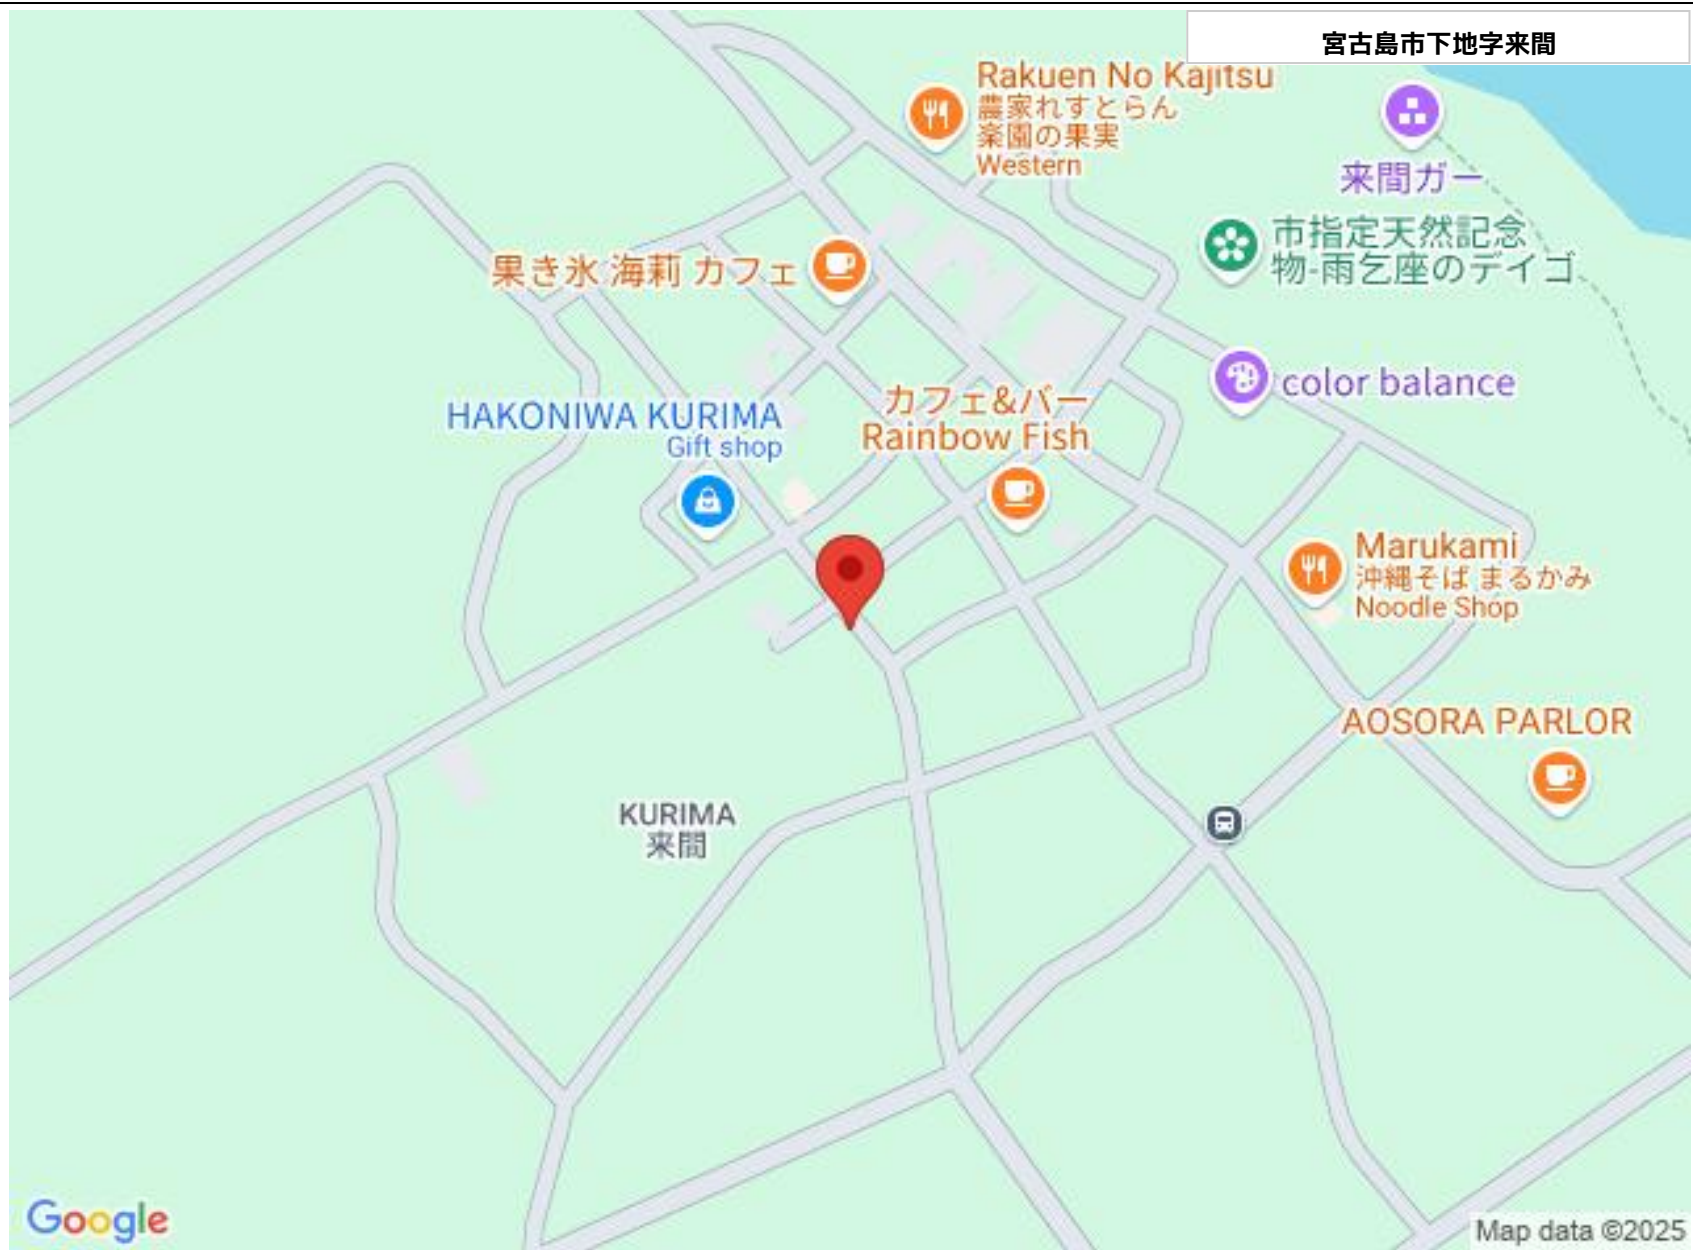 宮古島市下地字来間
Rakuen No Kajitsu
農家れすとらん
楽園の果実
Western
来間ガー
市指定天然記念
物-雨乞座のデイゴ
果き氷 海莉 カフェ
color balance
カフェ&バー
Rainbow Fish
HAKONIWA KURIMA
Gift shop
Marukami
沖縄そば まるかみ
Noodle Shop
AOSORA PARLOR
KURIMA
来間
Google
Map data ©2025